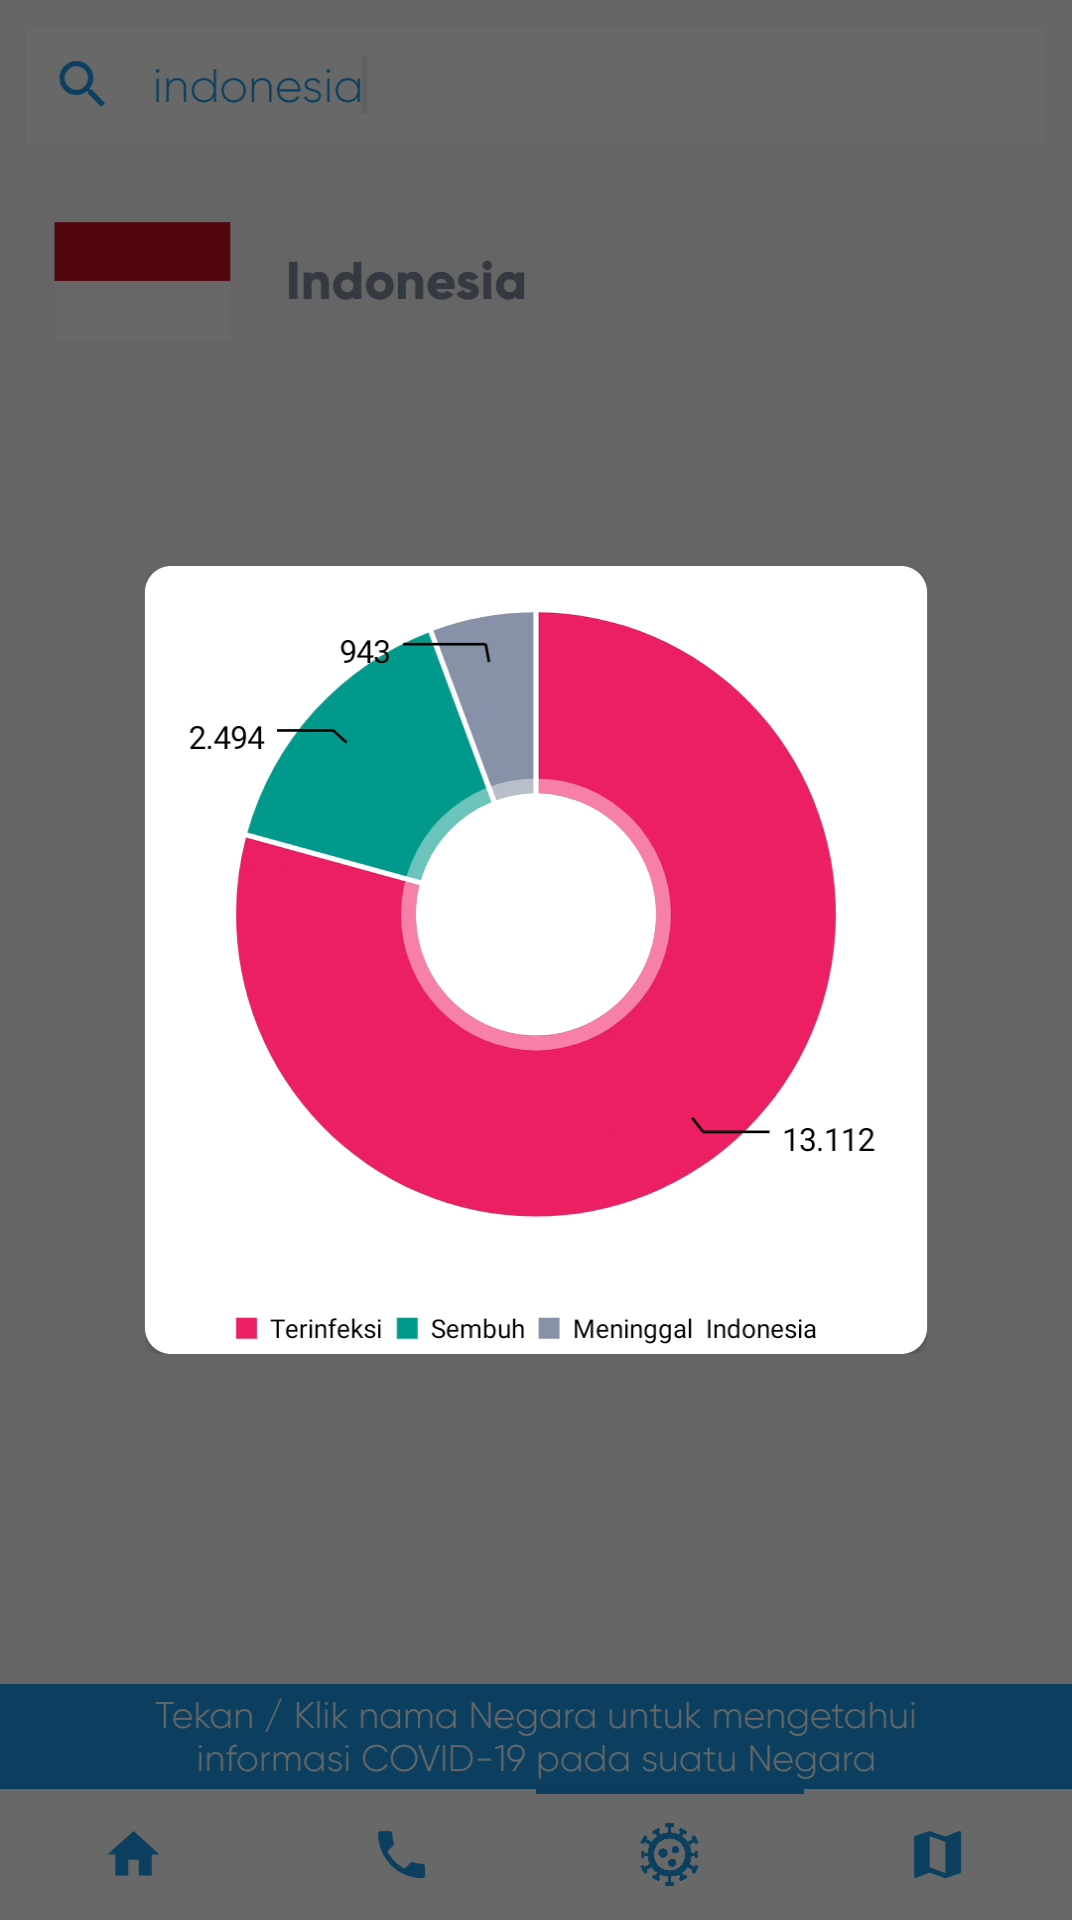 indonesia
Indonesia
943
2.494
13.112
Terinfeksi Sembuh Meninggal Indonesia
Tekan / Klik nama Negara untuk mengetahui
informasi COVID-19 pada suatu Negara